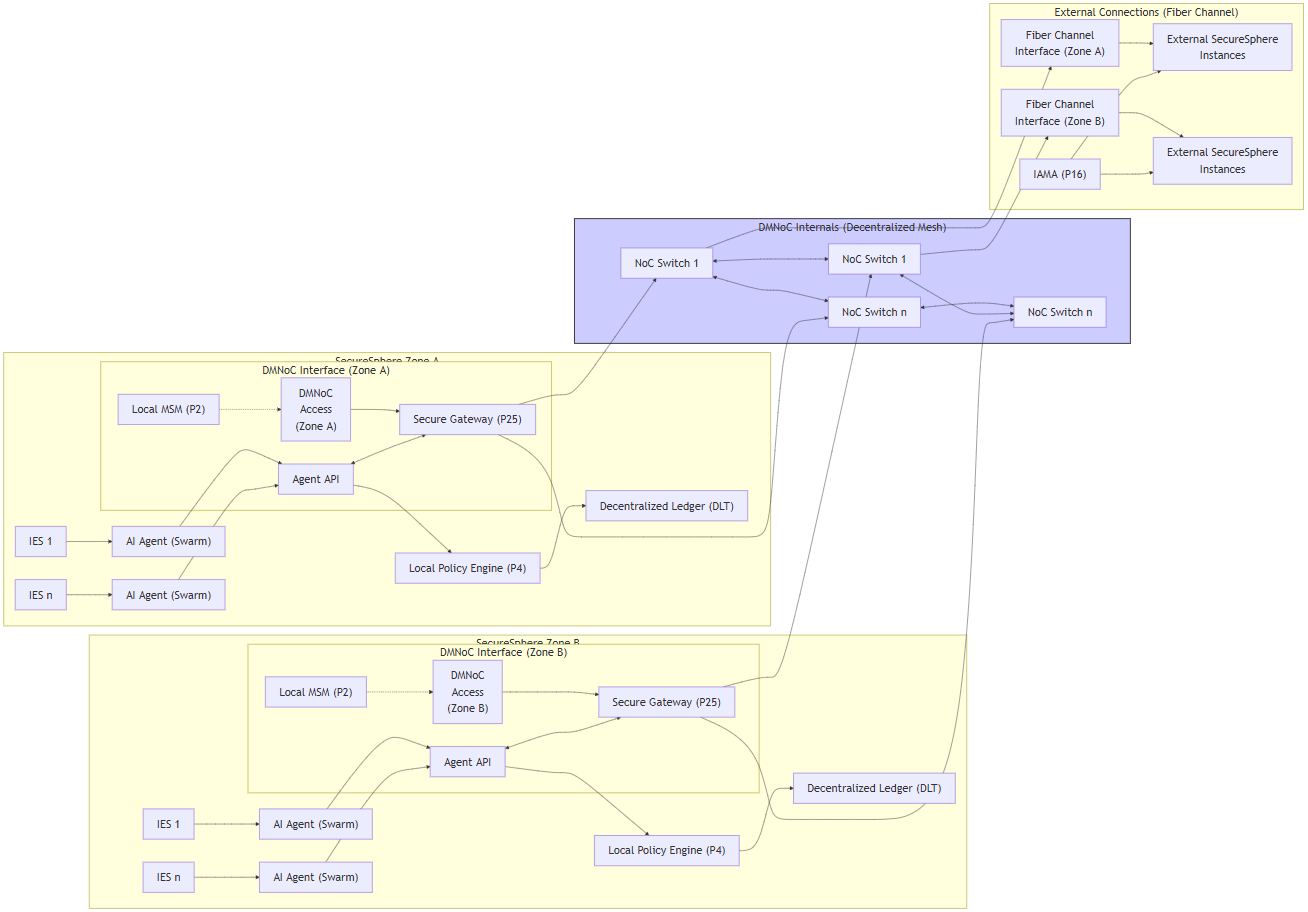 External Connections (Fiber Channel)
Fiber Channel
Interface (Zone A)
External SecureSphere
Instances
Fiber Channel
Interface (Zone B)
External SecureSphere
Instances
IAMA (P16)
DMNoC Internals (Decentralized Mesh)
NoC Switch 1
NoC Switch 1
NoC Switch n
NoC Switch n
SecureSphere Zone A
DMNoC Interface (Zone A)
Local MSM (P2)
DMNoC
Access
(Zone A)
Secure Gateway (P25)
Agent API
Decentralized Ledger (DLT)
IES 1
AI Agent (Swarm)
Local Policy Engine (P4)
IES n
AI Agent (Swarm)
SecureSphere Zone B
DMNoC Interface (Zone B)
Local MSM (P2)
DMNoC
Access
(Zone B)
Secure Gateway (P25)
Agent API
Decentralized Ledger (DLT)
IES 1
AI Agent (Swarm)
Local Policy Engine (P4)
IES n
AI Agent (Swarm)